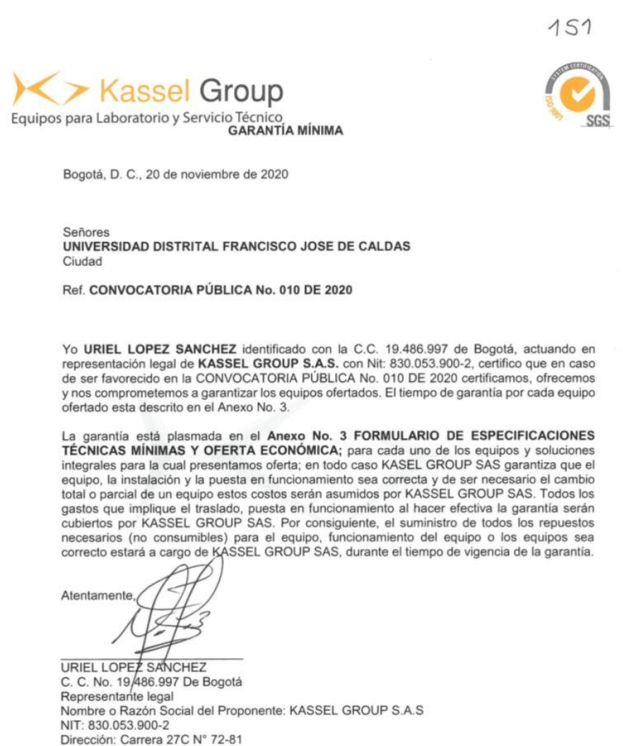 151
Kassel Group
Equipos para Laboratorio y Servicio Técnico
GARANTÍA MÍNIMA
SYSTEM CERTIFICATION
ISO 9001
SGS
Bogotá, D. C., 20 de noviembre de 2020
Señores
UNIVERSIDAD DISTRITAL FRANCISCO JOSE DE CALDAS
Ciudad
Ref. CONVOCATORIA PÚBLICA No. 010 DE 2020
Yo URIEL LOPEZ SANCHEZ identificado con la C.C. 19.486.997 de Bogotá, actuando en
representación legal de KASSEL GROUP S.A.S. con Nit: 830.053.900-2, certifico que en caso
de ser favorecido en la CONVOCATORIA PÚBLICA No. 010 DE 2020 certificamos, ofrecemos
y nos comprometemos a garantizar los equipos ofertados. El tiempo de garantía por cada equipo
ofertado esta descrito en el Anexo No. 3.
La garantía está plasmada en el Anexo No. 3 FORMULARIO DE ESPECIFICACIONES
TÉCNICAS MÍNIMAS Y OFERTA ECONÓMICA; para cada uno de los equipos y soluciones
integrales para la cual presentamos oferta; en todo caso KASEL GROUP SAS garantiza que el
equipo, la instalación y la puesta en funcionamiento sea correcta y de ser necesario el cambio
total o parcial de un equipo estos costos serán asumidos por KASSEL GROUP SAS. Todos los
gastos que implique el traslado, puesta en funcionamiento al hacer efectiva la garantía serán
cubiertos por KASSEL GROUP SAS. Por consiguiente, el suministro de todos los repuestos
necesarios (no consumibles) para el equipo, funcionamiento del equipo o los equipos sea
correcto estará a cargo de KASSEL GROUP SAS, durante el tiempo de vigencia de la garantía.
Atentamente,
URIEL LOPEZ SANCHEZ
C. C. No. 19.486.997 De Bogotá
Representante legal
Nombre o Razón Social del Proponente: KASSEL GROUP S.A.S
NIT: 830.053.900-2
Dirección: Carrera 27C N° 72-81